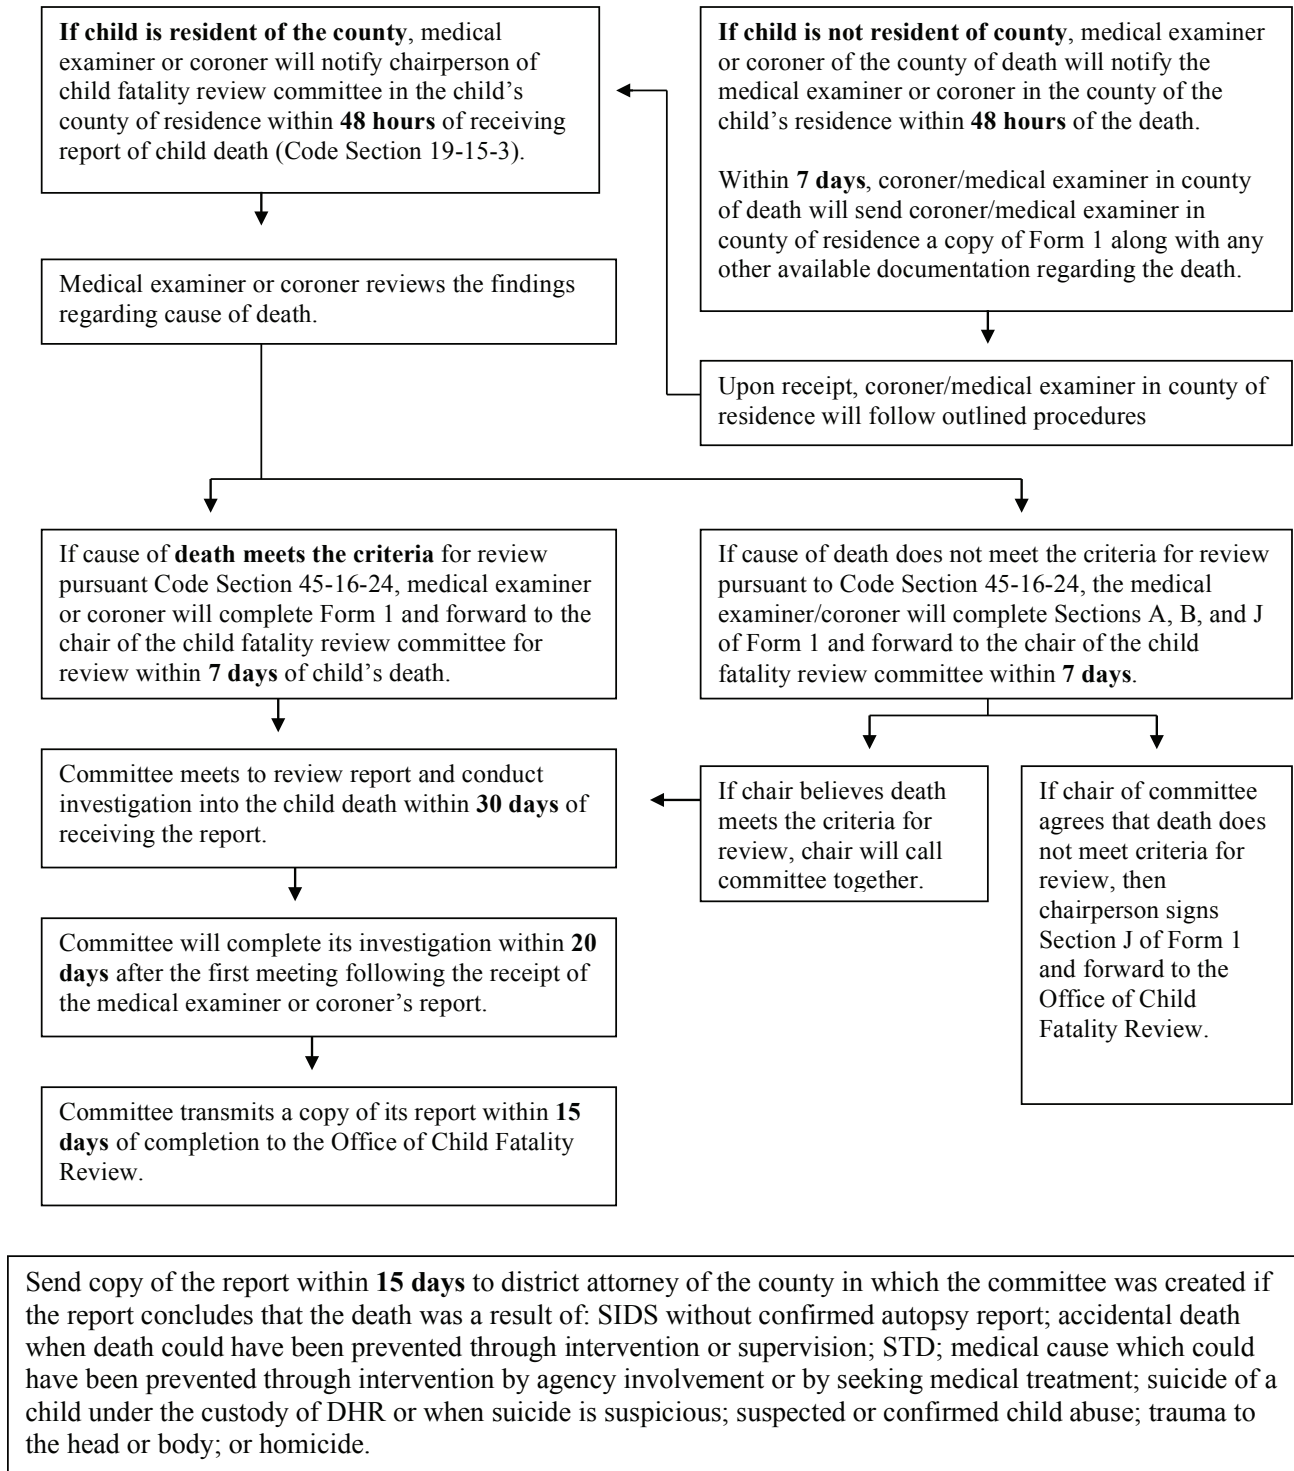 If child is resident of the county, medical
examiner or coroner will notify chairperson of
child fatality review committee in the child's
county of residence within 48 hours of receiving
report of child death (Code Section 19-15-3).
If child is not resident of county, medical examiner
or coroner of the county of death will notify the
medical examiner or coroner in the county of the
child's residence within 48 hours of the death.
Within 7 days, coroner/medical examiner in county
of death will send coroner/medical examiner in
county of residence a copy of Form 1 along with any
other available documentation regarding the death.
Medical examiner or coroner reviews the findings
regarding cause of death.
Upon receipt, coroner/medical examiner in county of
residence will follow outlined procedures
If cause of death meets the criteria for review
pursuant Code Section 45-16-24, medical examiner
or coroner will complete Form 1 and forward to the
chair of the child fatality review committee for
review within 7 days of child's death.
If cause of death does not meet the criteria for review
pursuant to Code Section 45-16-24, the medical
examiner/coroner will complete Sections A, B, and J
of Form 1 and forward to the chair of the child
fatality review committee within 7 days.
Committee meets to review report and conduct
investigation into the child death within 30 days of
receiving the report.
If chair believes death
meets the criteria for
review, chair will call
committee together.
If chair of committee
agrees that death does
not meet criteria for
review, then
chairperson signs
Section J of Form 1
and forward to the
Office of Child
Fatality Review.
Committee will complete its investigation within 20
days after the first meeting following the receipt of
the medical examiner or coroner's report.
Committee transmits a copy of its report within 15
days of completion to the Office of Child Fatality
Review.
Send copy of the report within 15 days to district attorney of the county in which the committee was created if
the report concludes that the death was a result of: SIDS without confirmed autopsy report; accidental death
when death could have been prevented through intervention or supervision; STD; medical cause which could
have been prevented through intervention by agency involvement or by seeking medical treatment; suicide of a
child under the custody of DHR or when suicide is suspicious; suspected or confirmed child abuse; trauma to
the head or body; or homicide.